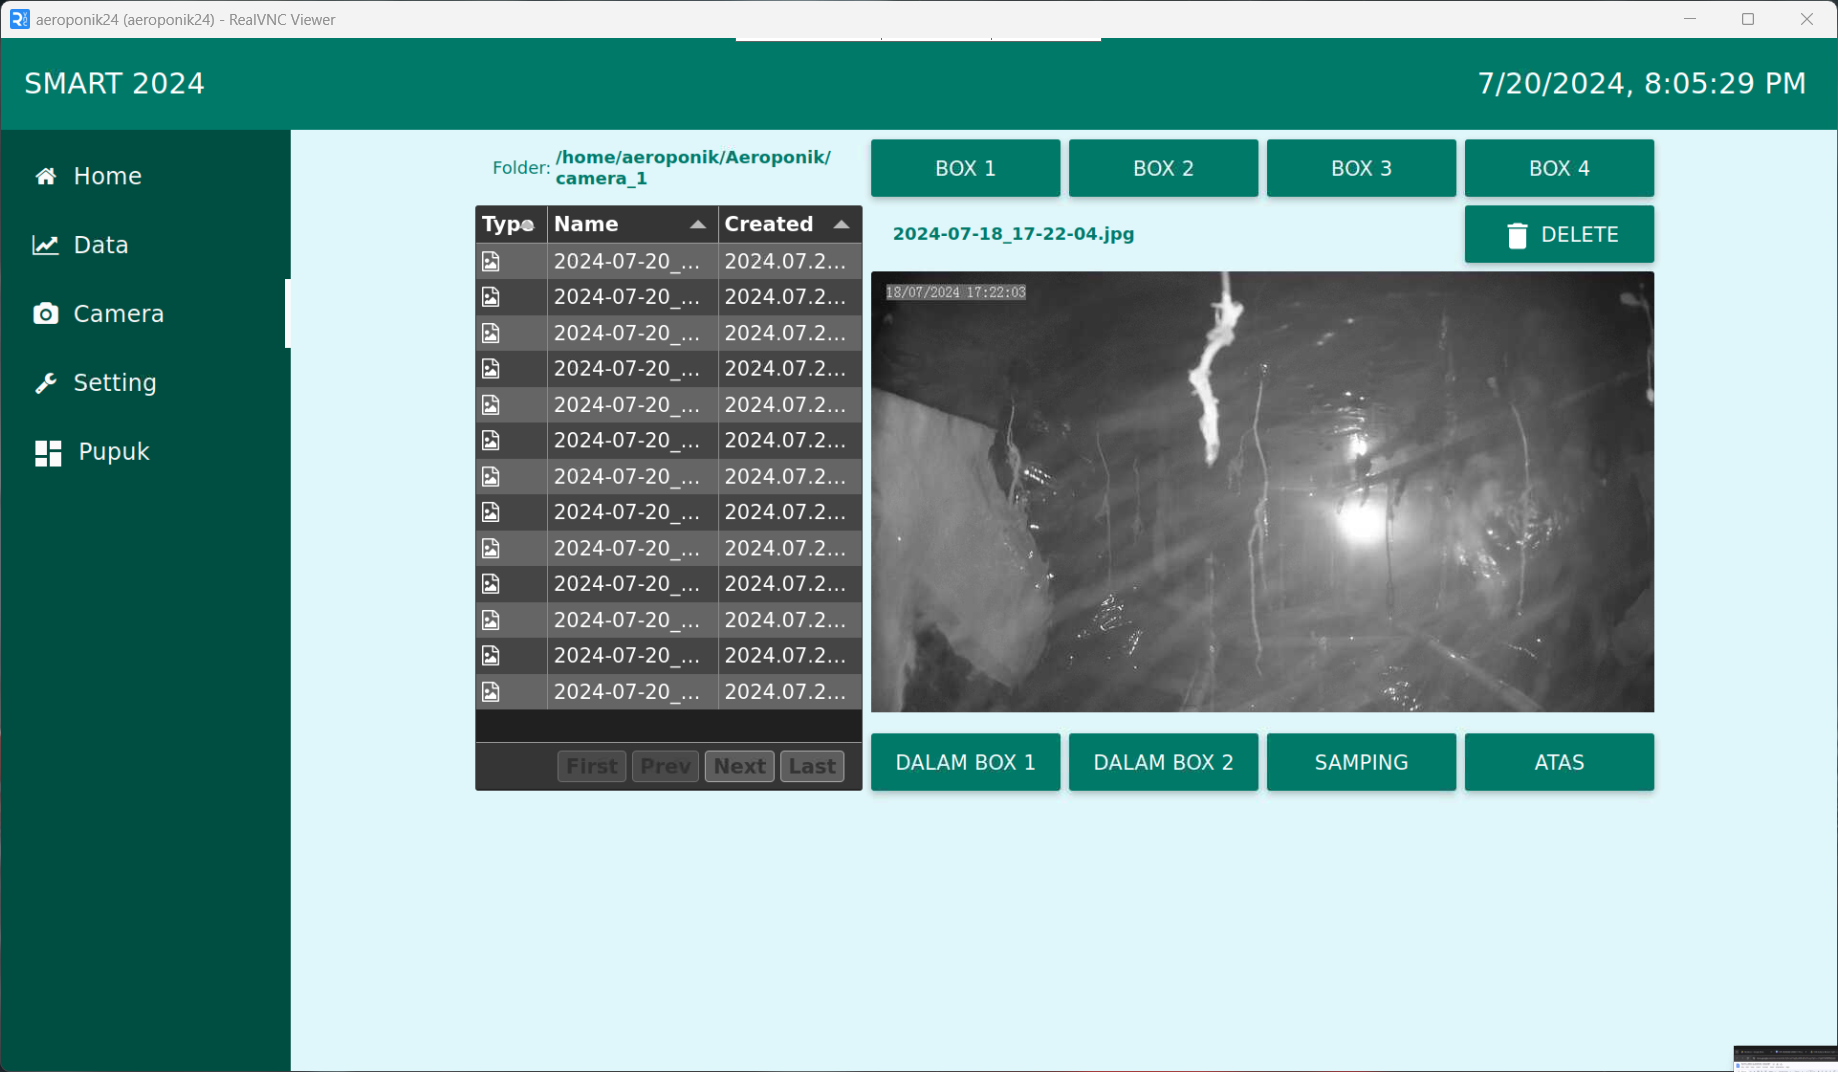 aeroponik24 (aeroponik24) - RealVNC Viewer
SMART 2024
7/20/2024, 8:05:29 PM
Home
Data
Camera
Setting
Pupuk
Folder: /home/aeroponik/Aeroponik/
camera_1
Type Name Created
2024-07-20_... 2024.07.2...
2024-07-20_... 2024.07.2...
2024-07-20_... 2024.07.2...
2024-07-20_... 2024.07.2...
2024-07-20_... 2024.07.2...
2024-07-20_... 2024.07.2...
2024-07-20_... 2024.07.2...
2024-07-20_... 2024.07.2...
2024-07-20_... 2024.07.2...
2024-07-20_... 2024.07.2...
2024-07-20_... 2024.07.2...
2024-07-20_... 2024.07.2...
2024-07-20_... 2024.07.2...
First Prev Next Last
BOX 1 BOX 2 BOX 3 BOX 4
2024-07-18_17-22-04.jpg
DELETE
18/07/2024 17:22:03
DALAM BOX 1 DALAM BOX 2 SAMPING ATAS